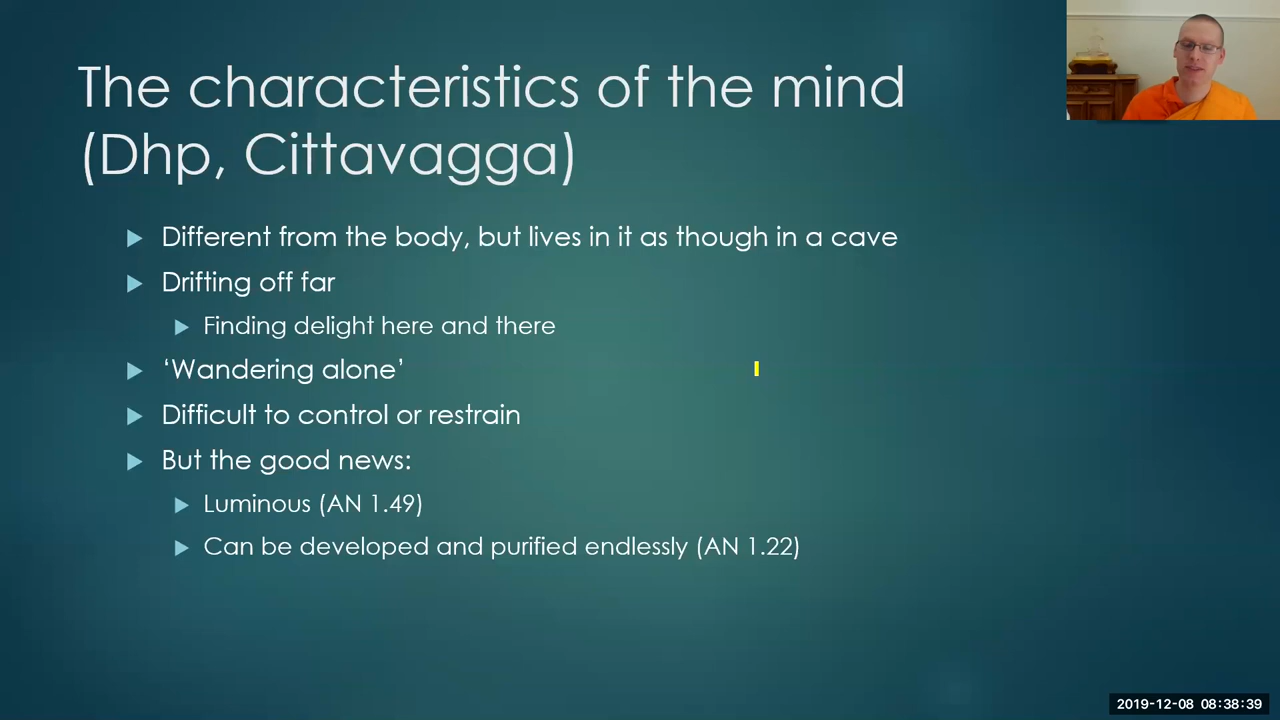 The characteristics of the mind
(Dhp, Cittavagga)
Different from the body, but lives in it as though in a cave
Drifting off far
Finding delight here and there
‘Wandering alone’
Difficult to control or restrain
But the good news:
Luminous (AN 1.49)
Can be developed and purified endlessly (AN 1.22)
2019-12-08 08:38:39